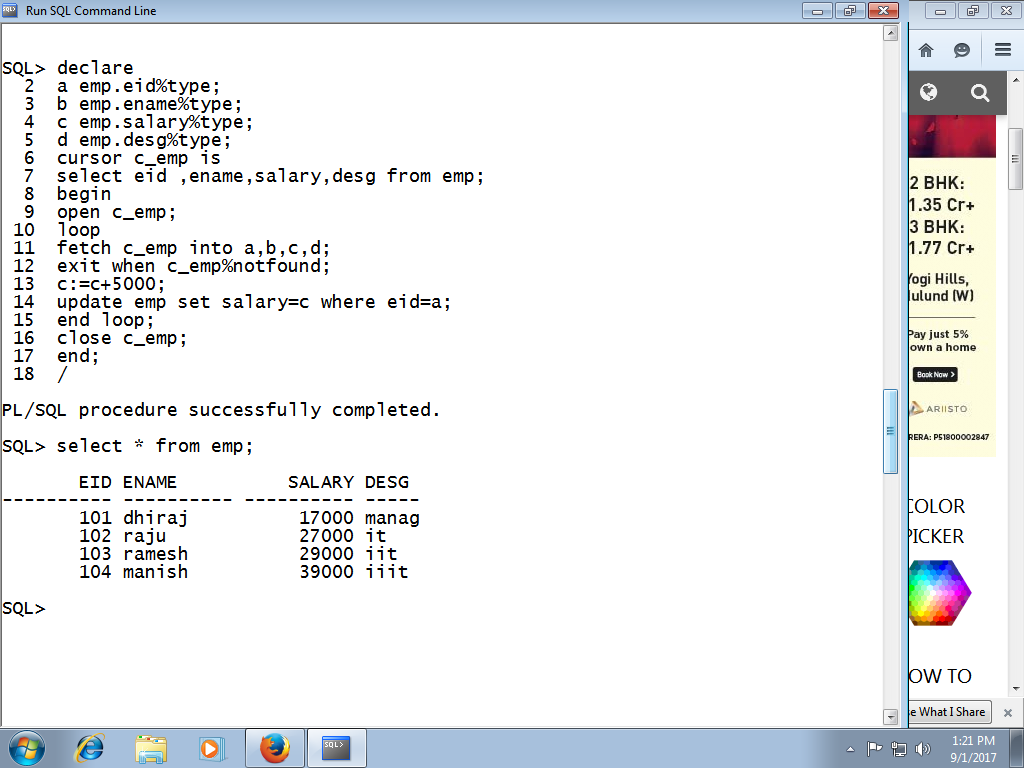 Run SQL Command Line
SQL> declare
2 a emp.eid%type;
3 b emp.ename%type;
4 c emp.salary%type;
5 d emp.desg%type;
6 cursor c_emp is
7 select eid ,ename,salary,desg from emp;
8 begin
9 open c_emp;
10 loop
11 fetch c_emp into a,b,c,d;
12 exit when c_emp%notfound;
13 c:=c+5000;
14 update emp set salary=c where eid=a;
15 end loop;
16 close c_emp;
17 end;
18 /
PL/SQL procedure successfully completed.
SQL> select * from emp;
EID ENAME SALARY DESG
---------- ---------- ---------- -----
101 dhiraj 17000 manag
102 raju 27000 it
103 ramesh 29000 iit
104 manish 39000 iiit
SQL>
2 BHK:
1.35 Cr+
3 BHK:
1.77 Cr+
Yogi Hills,
Mulund (W)
Pay just 5%
own a home
Book Now >
ARIISTO
RERA: P51800002847
COLOR
PICKER
OW TO
e What I Share
SQL>
1:21 PM
9/1/2017